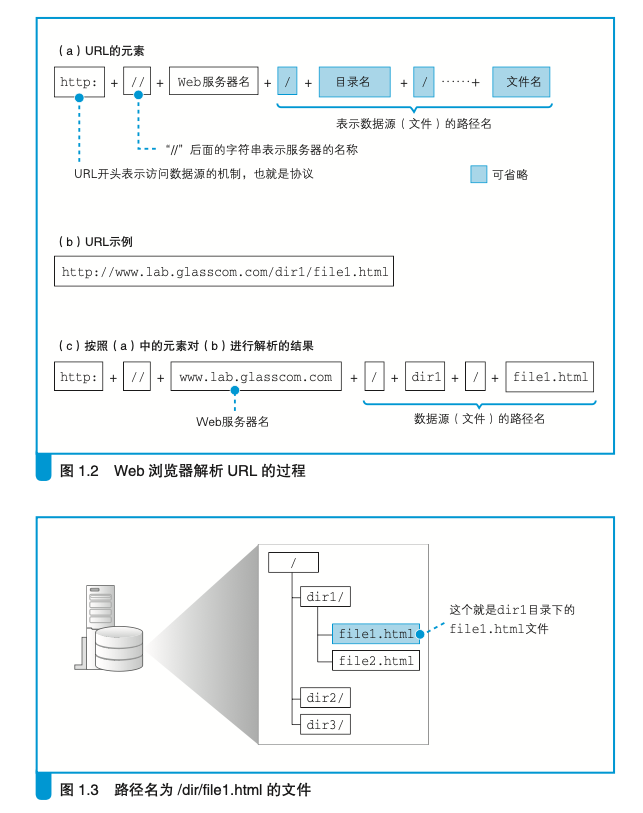 (a)URL的元素
http: + // + Web服务器名 + / + 目录名 + / ……+ 文件名
表示数据源(文件)的路径名
“//”后面的字符串表示服务器的名称
URL开头表示访问数据源的机制,也就是协议
可省略
(b)URL示例
http://www.lab.glasscom.com/dir1/file1.html
(c)按照(a)中的元素对(b)进行解析的结果
http: + // + www.lab.glasscom.com + / + dir1 + / + file1.html
Web服务器名
数据源(文件)的路径名
图 1.2 Web 浏览器解析 URL 的过程
/
dir1/
file1.html
file2.html
dir2/
dir3/
这个就是dir1目录下的
file1.html文件
图 1.3 路径名为 /dir/file1.html 的文件